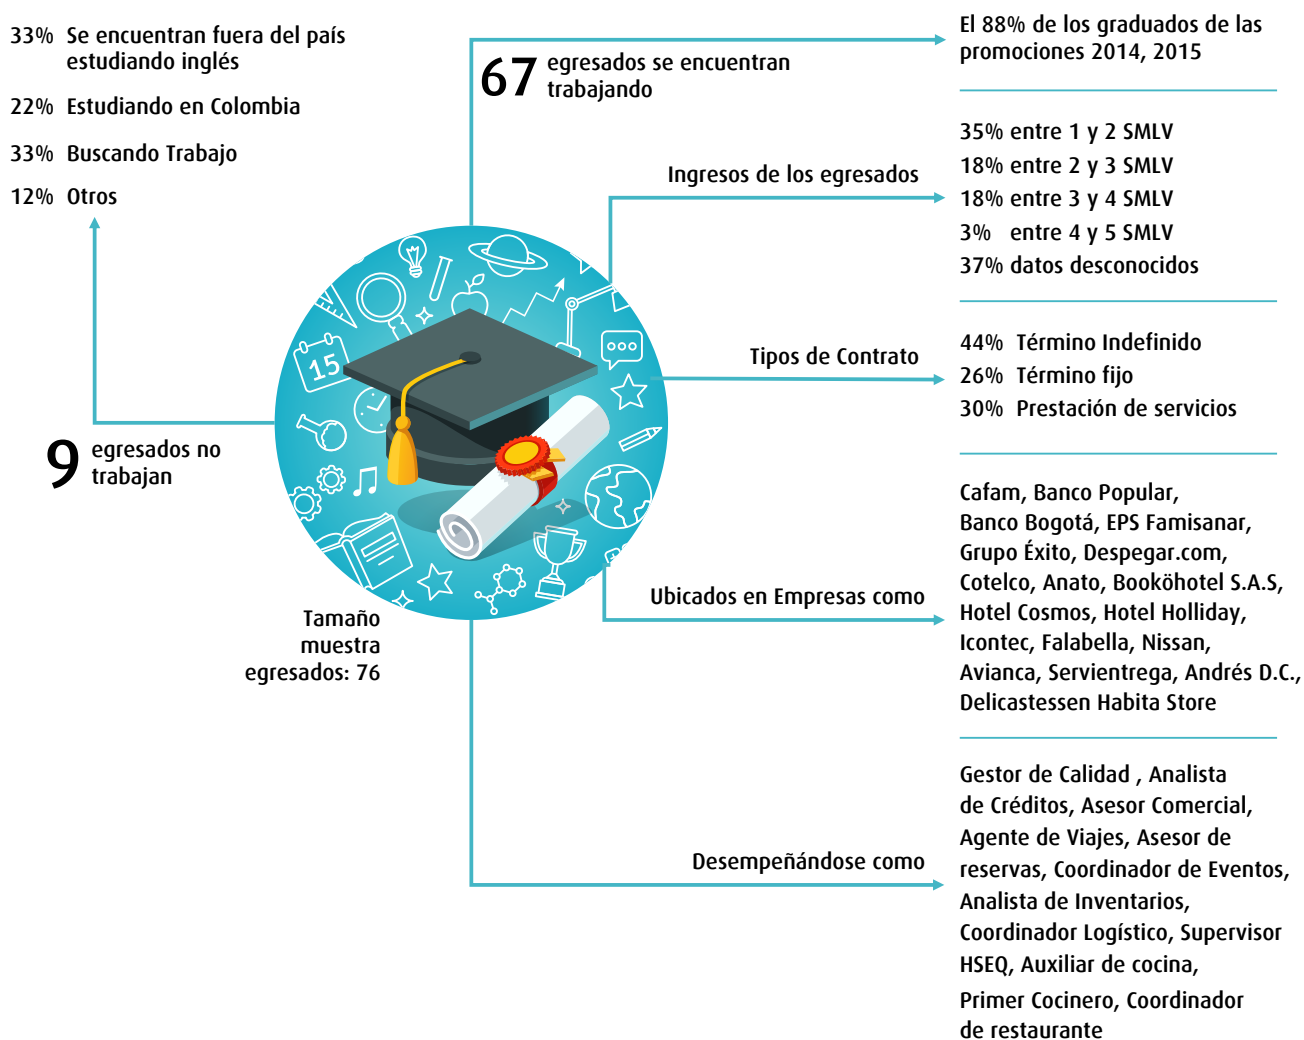 33% Se encuentran fuera del país
estudiando inglés
22% Estudiando en Colombia
33% Buscando Trabajo
12% Otros
9 egresados no
trabajan
67 egresados se encuentran
trabajando
El 88% de los graduados de las
promociones 2014, 2015
Ingresos de los egresados
35% entre 1 y 2 SMLV
18% entre 2 y 3 SMLV
18% entre 3 y 4 SMLV
3% entre 4 y 5 SMLV
37% datos desconocidos
15
Tipos de Contrato
44% Término Indefinido
26% Término fijo
30% Prestación de servicios
Ubicados en Empresas como
Cafam, Banco Popular,
Banco Bogotá, EPS Famisanar,
Grupo Éxito, Despegar.com,
Cotelco, Anato, Booköhotel S.A.S,
Hotel Cosmos, Hotel Holliday,
Icontec, Falabella, Nissan,
Avianca, Servientrega, Andrés D.C.,
Delicastessen Habita Store
Tamaño
muestra
egresados: 76
Desempeñándose como
Gestor de Calidad , Analista
de Créditos, Asesor Comercial,
Agente de Viajes, Asesor de
reservas, Coordinador de Eventos,
Analista de Inventarios,
Coordinador Logístico, Supervisor
HSEQ, Auxiliar de cocina,
Primer Cocinero, Coordinador
de restaurante